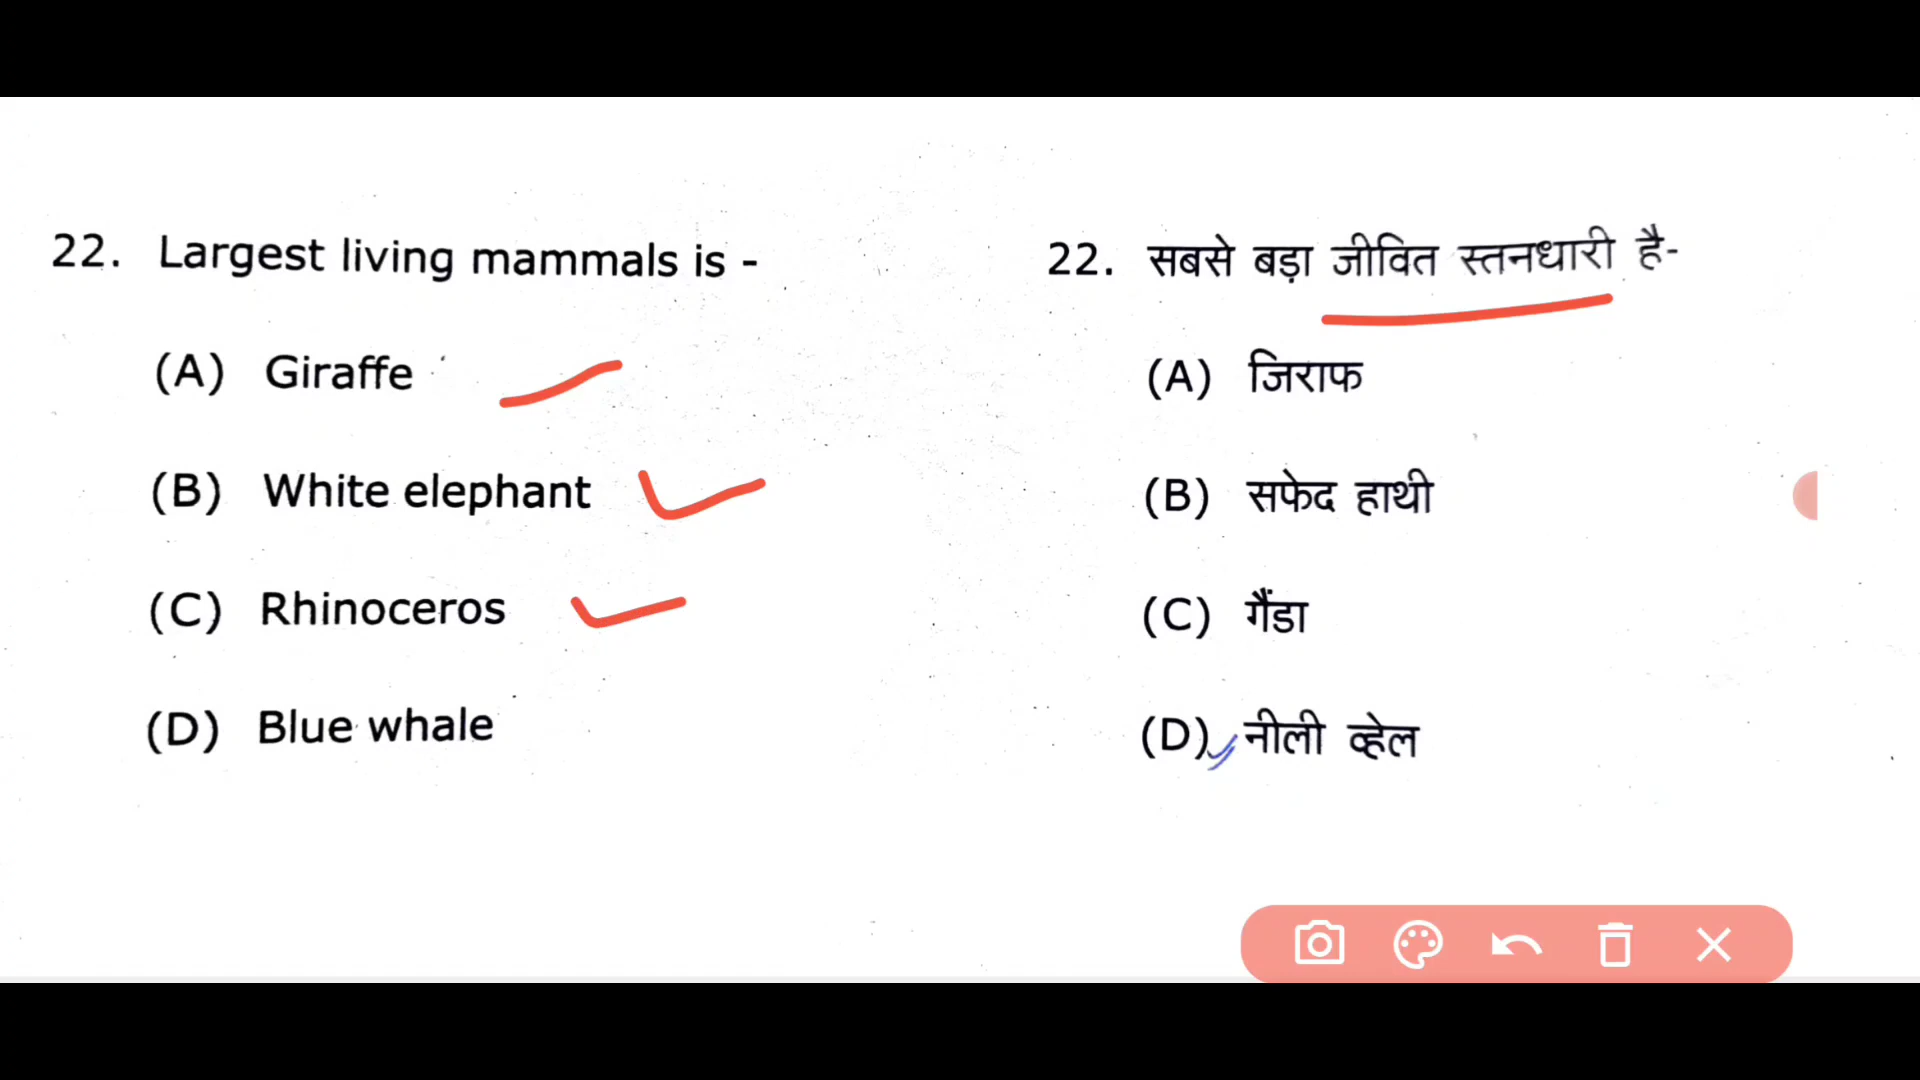 22. Largest living mammals is -
(A) Giraffe
(B) White elephant
(C) Rhinoceros
(D) Blue whale
22. सबसे बड़ा जीवित स्तनधारी है-
(A) जिराफ
(B) सफेद हाथी
(C) गैंडा
(D) नीली व्हेल